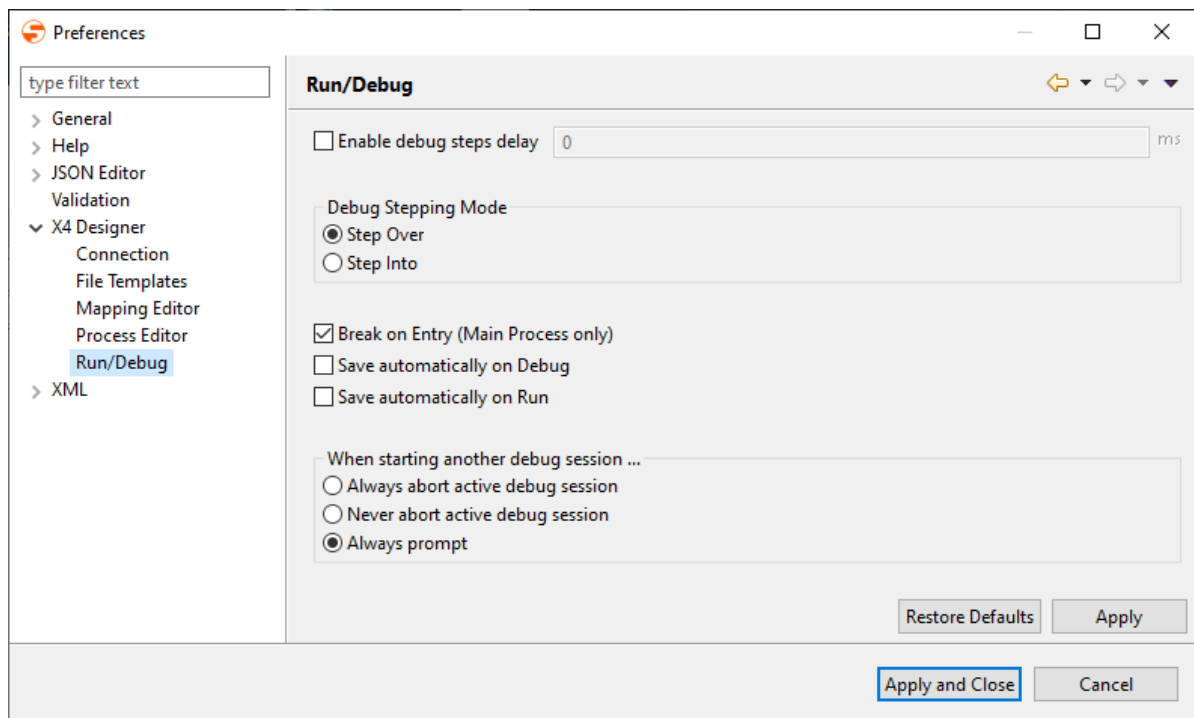 Preferences
type filter text
General
Help
JSON Editor
Validation
X4 Designer
Connection
File Templates
Mapping Editor
Process Editor
Run/Debug
XML
Run/Debug
Enable debug steps delay 0 ms
Debug Stepping Mode
Step Over
Step Into
Break on Entry (Main Process only)
Save automatically on Debug
Save automatically on Run
When starting another debug session ...
Always abort active debug session
Never abort active debug session
Always prompt
Restore Defaults Apply
Apply and Close Cancel